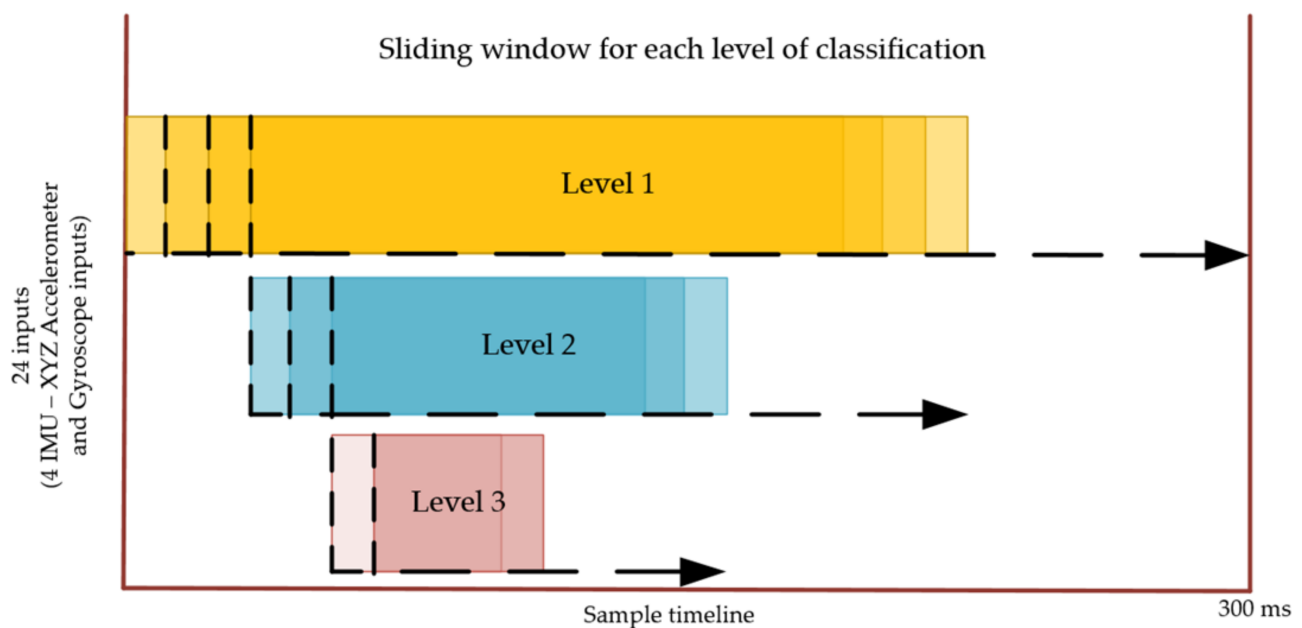 Sliding window for each level of classification
Level 1
Level 2
Level 3
24 inputs
(4 IMU – XYZ Accelerometer
and Gyroscope inputs)
Sample timeline
300 ms